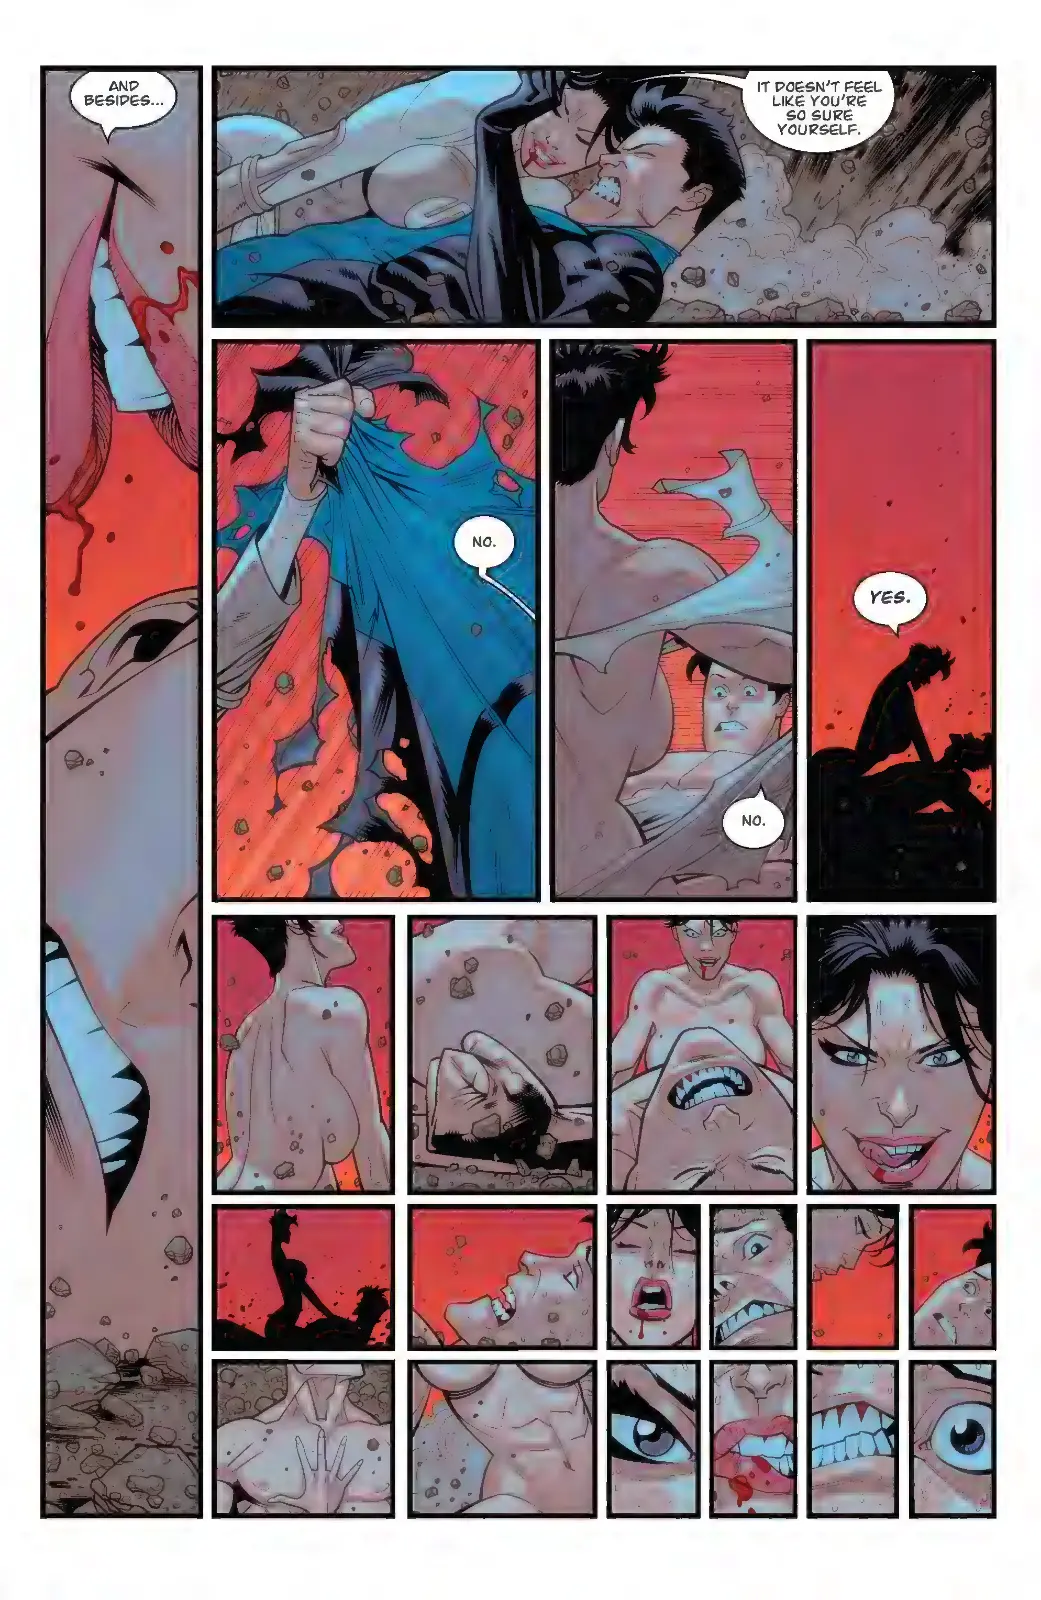 AND
BESIDES...
IT DOESN'T FEEL
LIKE YOU'RE
SO SURE
YOURSELF.
NO.
NO.
YES.